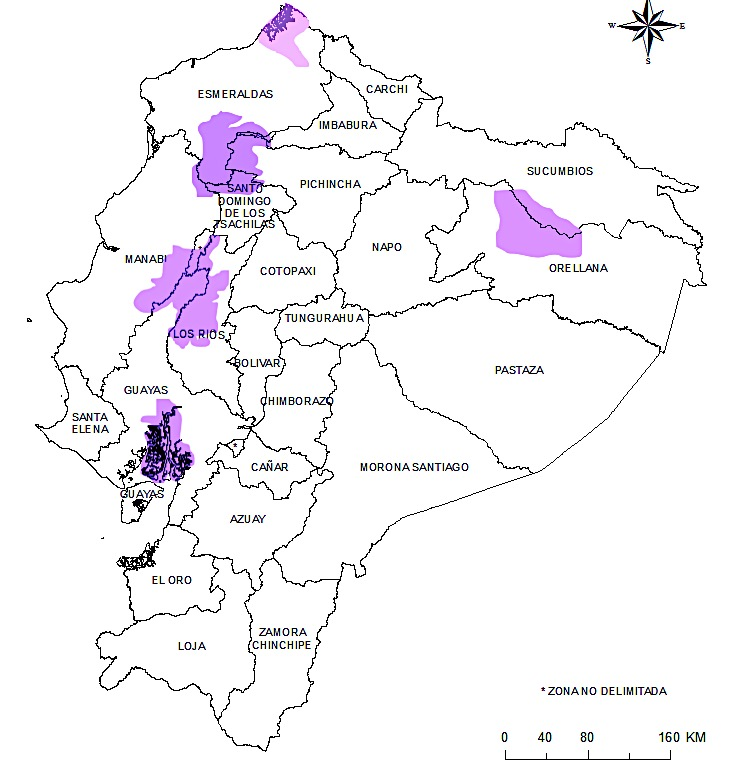 W
E
S
CARCHI
ESMERALDAS
IMBABURA
SUCUMBIOS
PICHINCHA
SANTO
DOMINGO
DE LOS
TSACHILAS
NAPO
MANABI
COTOPAXI
ORELLANA
TUNGURAHUA
LOS RIOS
BOLIVAR
PASTAZA
GUAYAS
CHIMBORAZO
SANTA
ELENA
*
CAÑAR
MORONA SANTIAGO
GUAYAS
AZUAY
EL ORO
ZAMORA
CHINCHIPE
LOJA
* ZONA NO DELIMITADA
0 40 80 160 KM